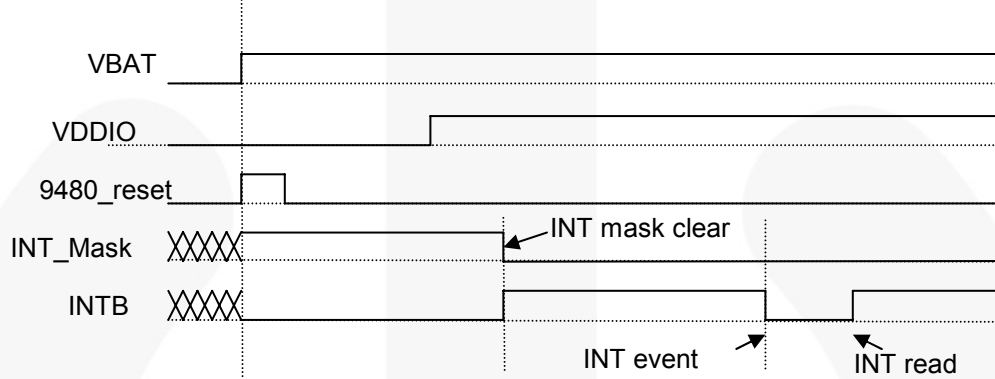 VBAT
VDDIO
9480_reset
INT_Mask
INT mask clear
INTB
INT event
INT read